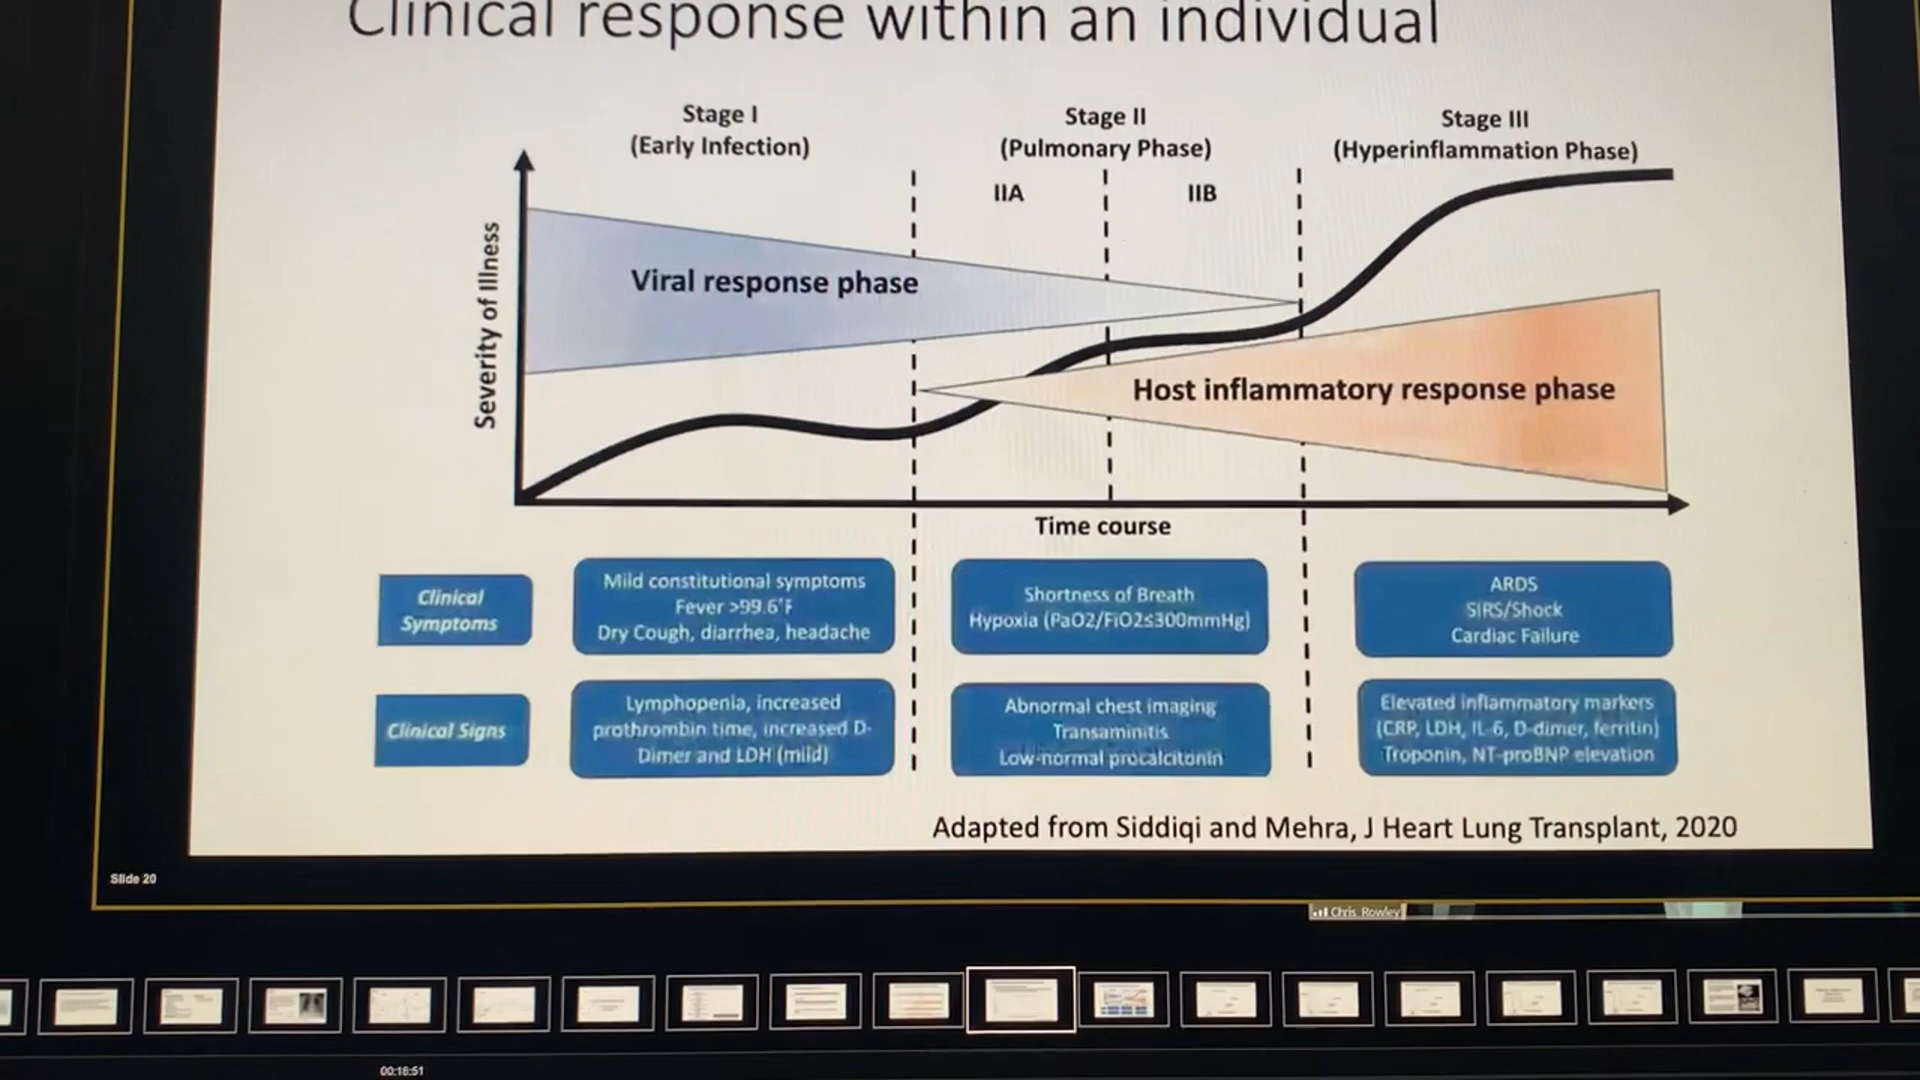 Clinical response within an individual
Stage I
(Early Infection)
Stage II
(Pulmonary Phase)
Stage III
(Hyperinflammation Phase)
IIA
IIB
Severity of Illness
Viral response phase
Host inflammatory response phase
Time course
Clinical
Symptoms
Mild constitutional symptoms
Fever >99.6°F
Dry Cough, diarrhea, headache
Shortness of Breath
Hypoxia (PaO2/FiO2≤300mmHg)
ARDS
SIRS/Shock
Cardiac Failure
Clinical Signs
Lymphopenia, increased
prothrombin time, increased D-
Dimer and LDH (mild)
Abnormal chest imaging
Transaminitis
Low-normal procalcitonin
Elevated inflammatory markers
(CRP, LDH, IL-6, D-dimer, ferritin)
Troponin, NT-proBNP elevation
Adapted from Siddiqi and Mehra, J Heart Lung Transplant, 2020
Slide 20
Chris Rowley
00:16:51